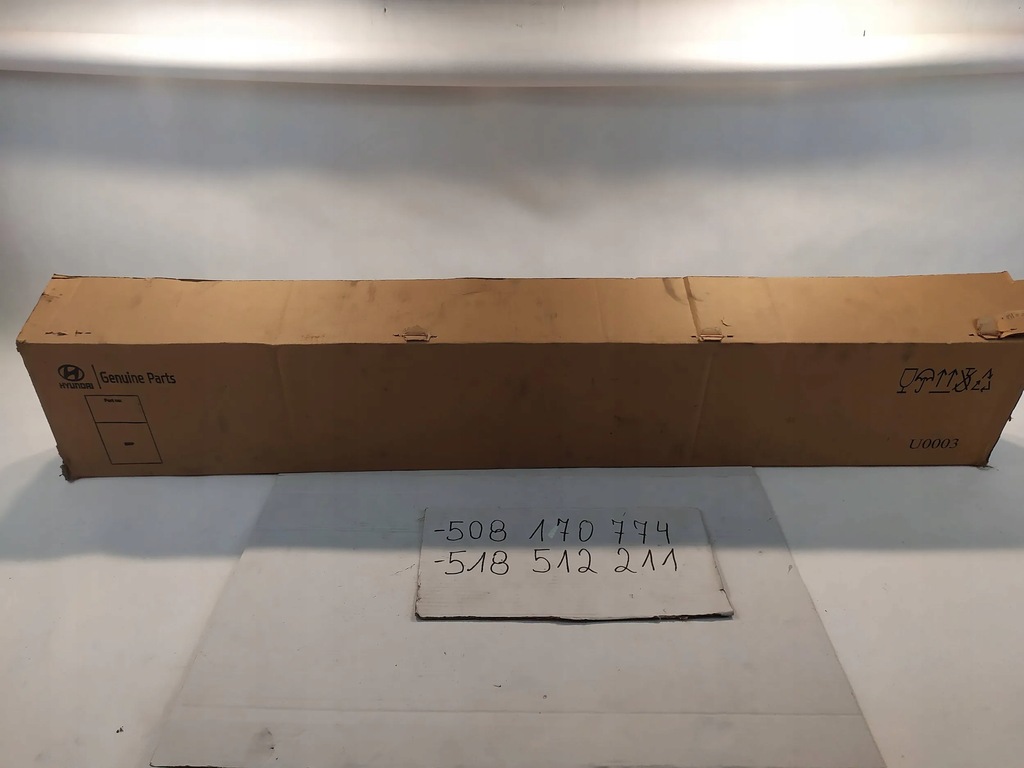 HYUNDAI
Genuine Parts
U0003
-508 170 774
-518 512 211